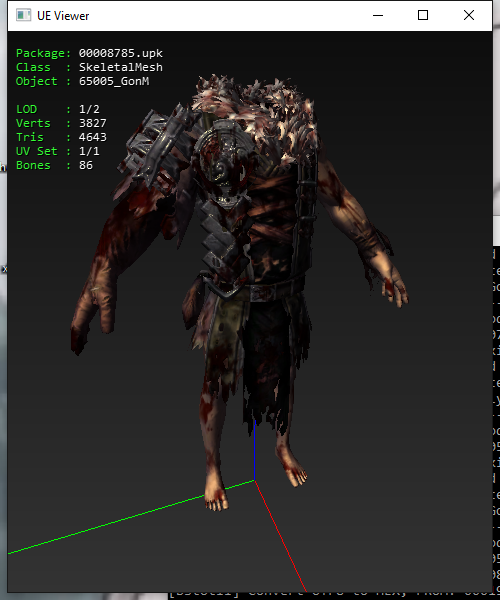 UE Viewer
Package: 00008785.upk
Class : SkeletalMesh
Object : 65005_GonM
LOD : 1/2
Verts : 3827
Tris : 4643
UV Set : 1/1
Bones : 86